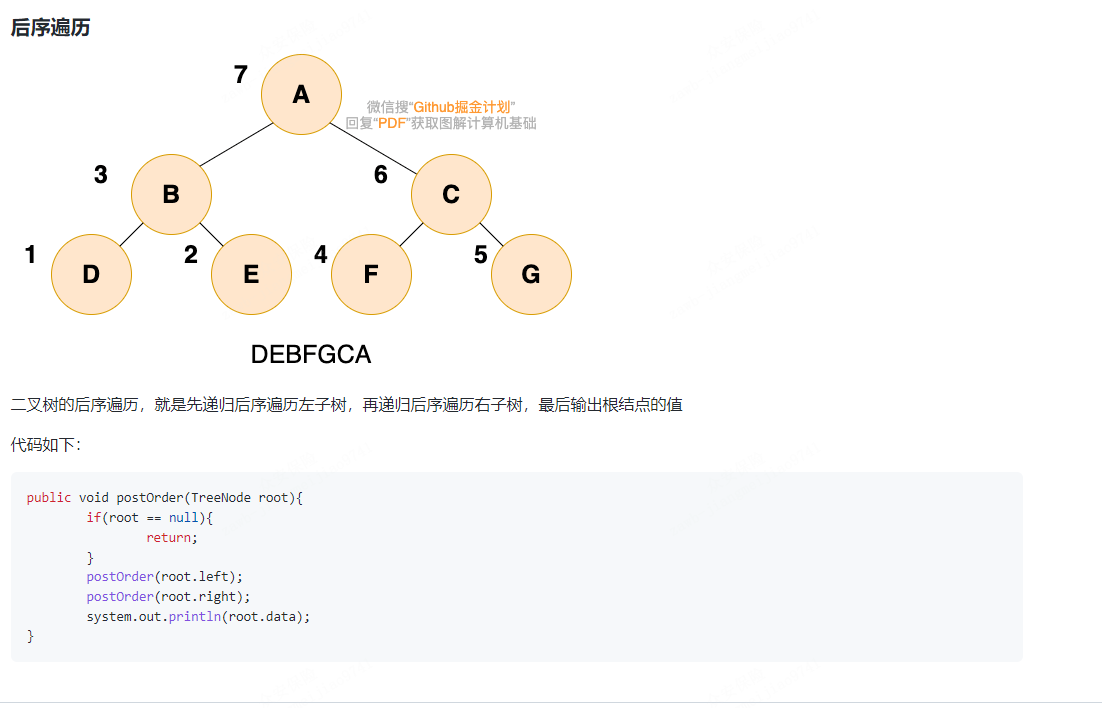 后序遍历
7
A
微信搜“Github掘金计划”
回复“PDF”获取图解计算机基础
3
B
6
C
1
D
2
E
4
F
5
G
DEBFGCA
二叉树的后序遍历，就是先递归后序遍历左子树，再递归后序遍历右子树，最后输出根结点的值
代码如下：
public void postOrder(TreeNode root){
        if(root == null){
                return;
        }
        postOrder(root.left);
        postOrder(root.right);
        system.out.println(root.data);
}